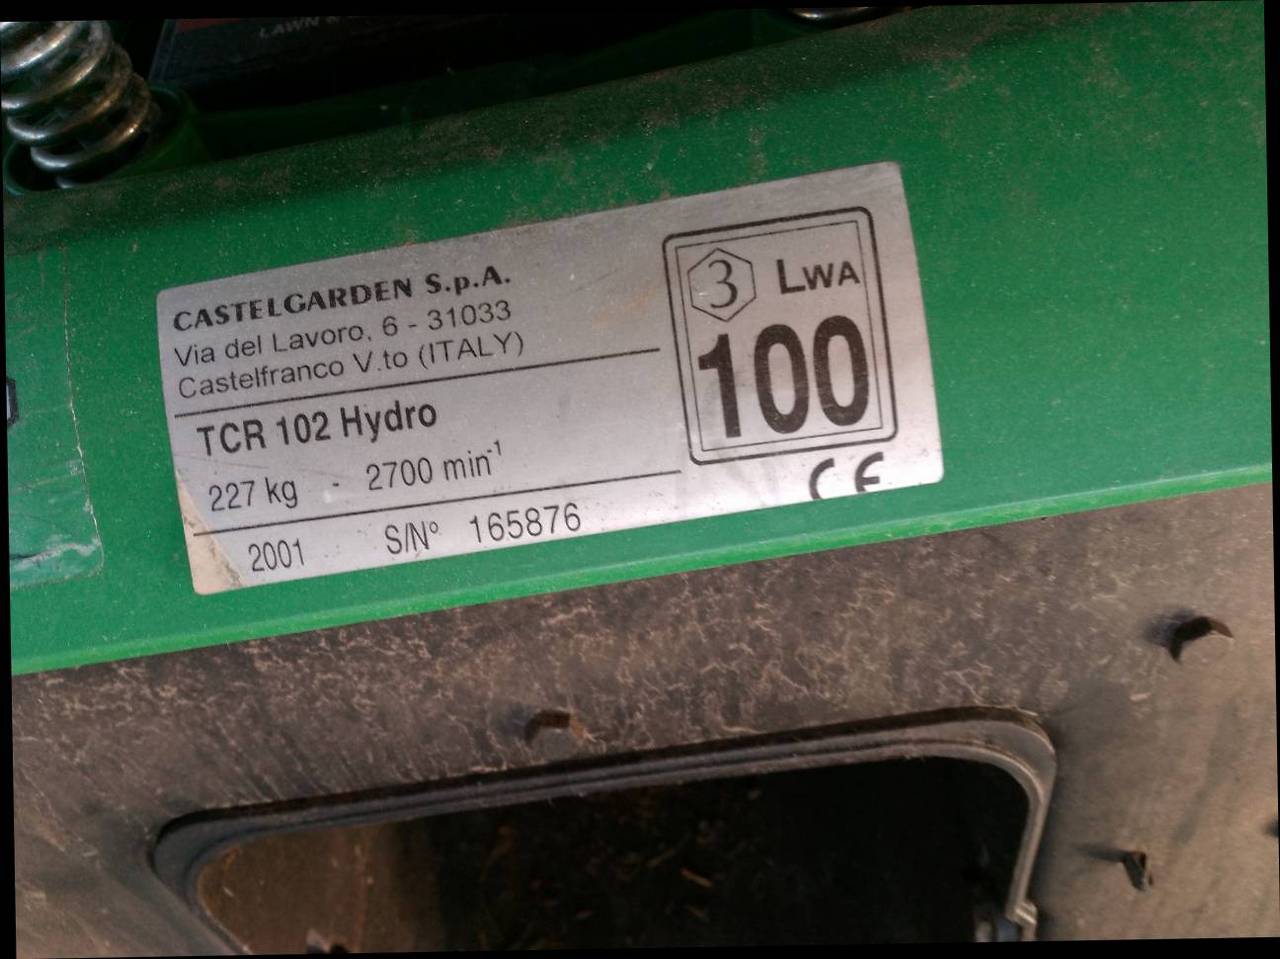 LAWN &
CASTELGARDEN S.p.A.
Via del Lavoro, 6 - 31033
Castelfranco V.to (ITALY)
TCR 102 Hydro
227 kg - 2700 min-1
2001 S/N° 165876
3 LWA
100
CE